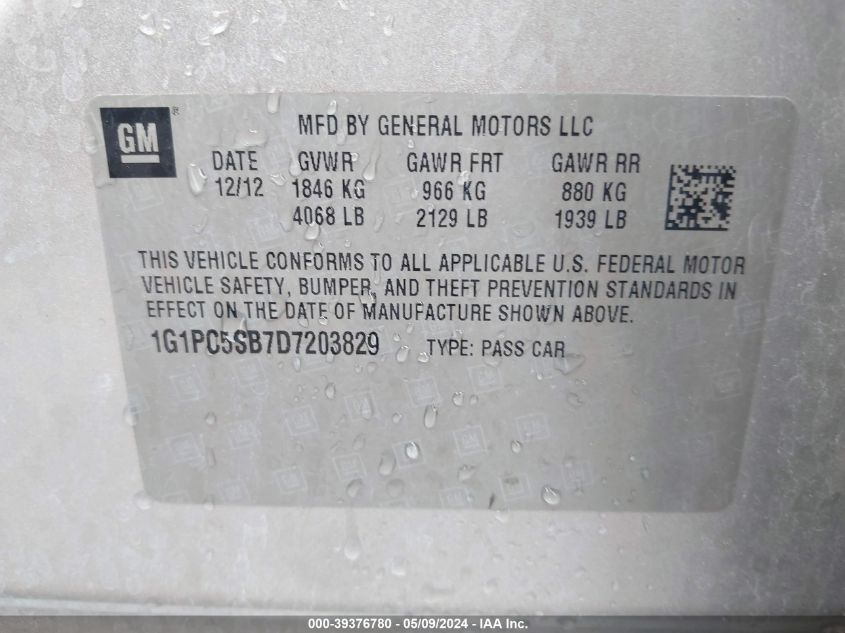 GM ®
MFD BY GENERAL MOTORS LLC
DATE GVWR GAWR FRT GAWR RR
12/12 1846 KG 966 KG 880 KG
4068 LB 2129 LB 1939 LB
THIS VEHICLE CONFORMS TO ALL APPLICABLE U.S. FEDERAL MOTOR
VEHICLE SAFETY, BUMPER, AND THEFT PREVENTION STANDARDS IN
EFFECT ON THE DATE OF MANUFACTURE SHOWN ABOVE.
1G1PC5SB7D7203829 TYPE: PASS CAR
000-39376780 - 05/09/2024 - IAA Inc.